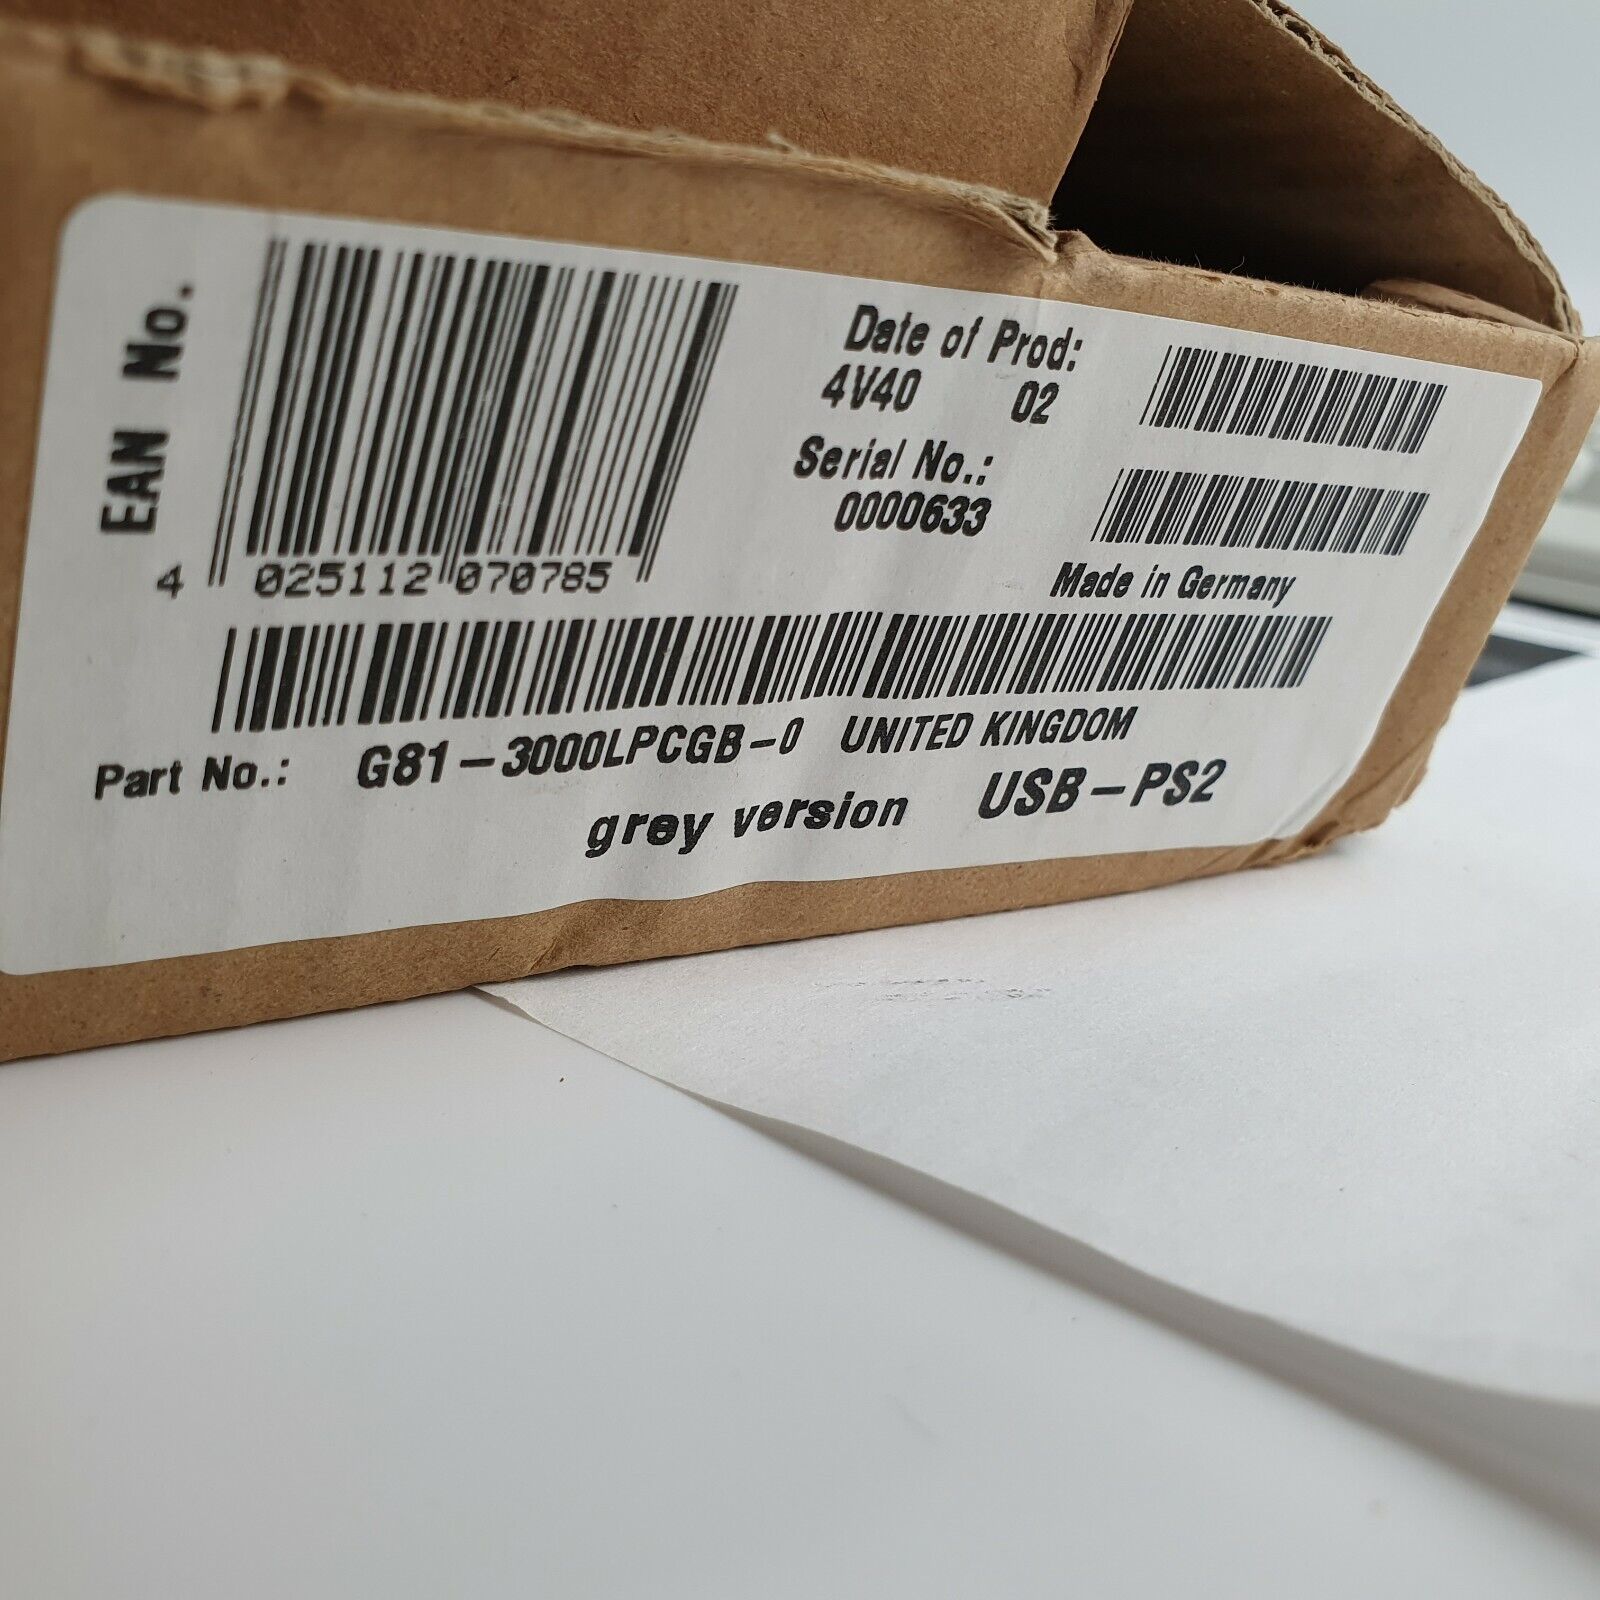 EAN No.
4 025112 070785
Date of Prod:
4V40 02
Serial No.:
0000633
Made in Germany
Part No.: G81-3000LPCGB-0 UNITED KINGDOM
grey version USB-PS2